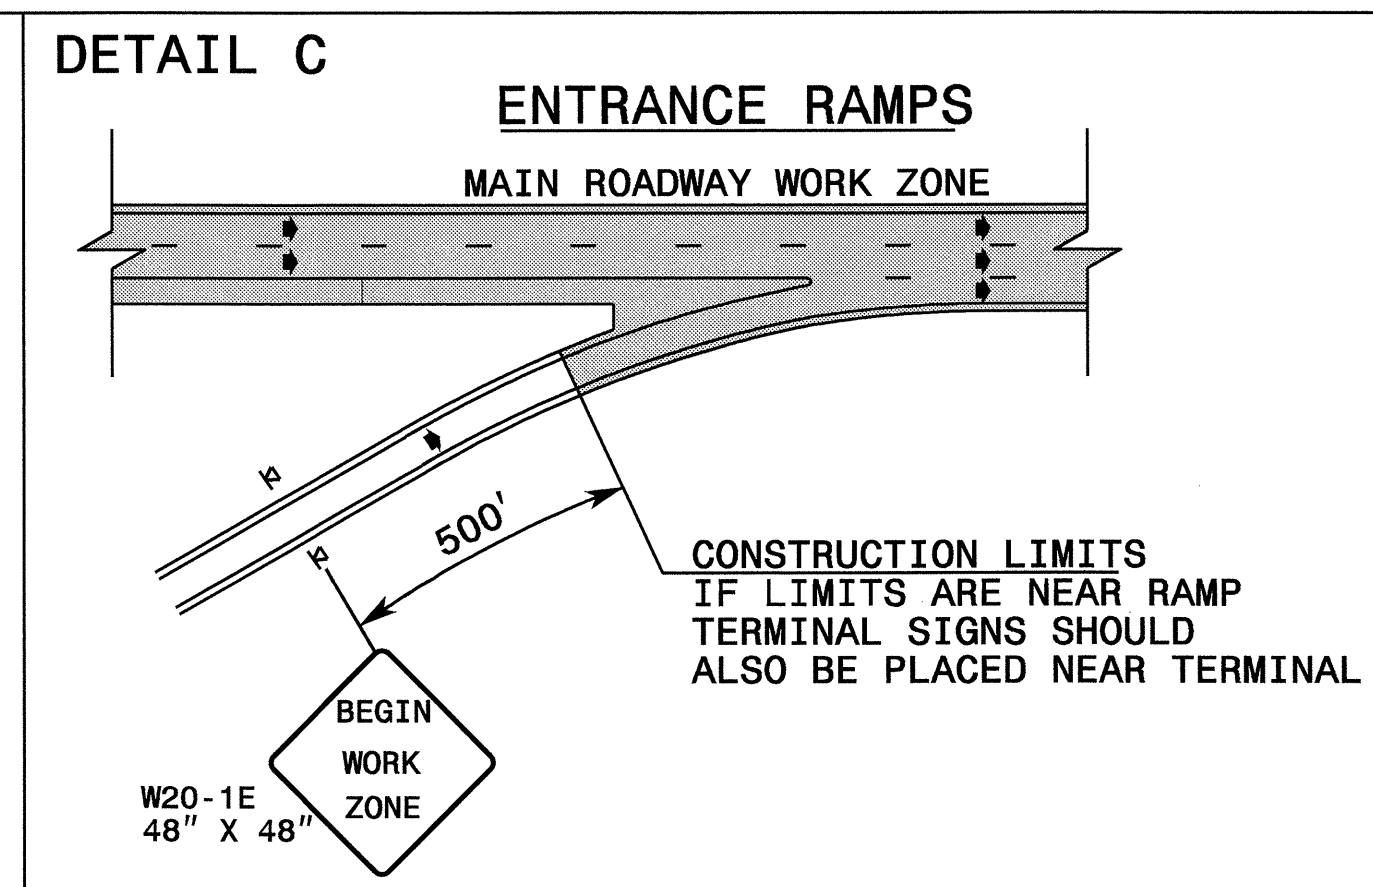 DETAIL C
ENTRANCE RAMPS
MAIN ROADWAY WORK ZONE
500'
CONSTRUCTION LIMITS
IF LIMITS ARE NEAR RAMP
TERMINAL SIGNS SHOULD
ALSO BE PLACED NEAR TERMINAL
BEGIN
WORK
ZONE
W20-1E
48" X 48"